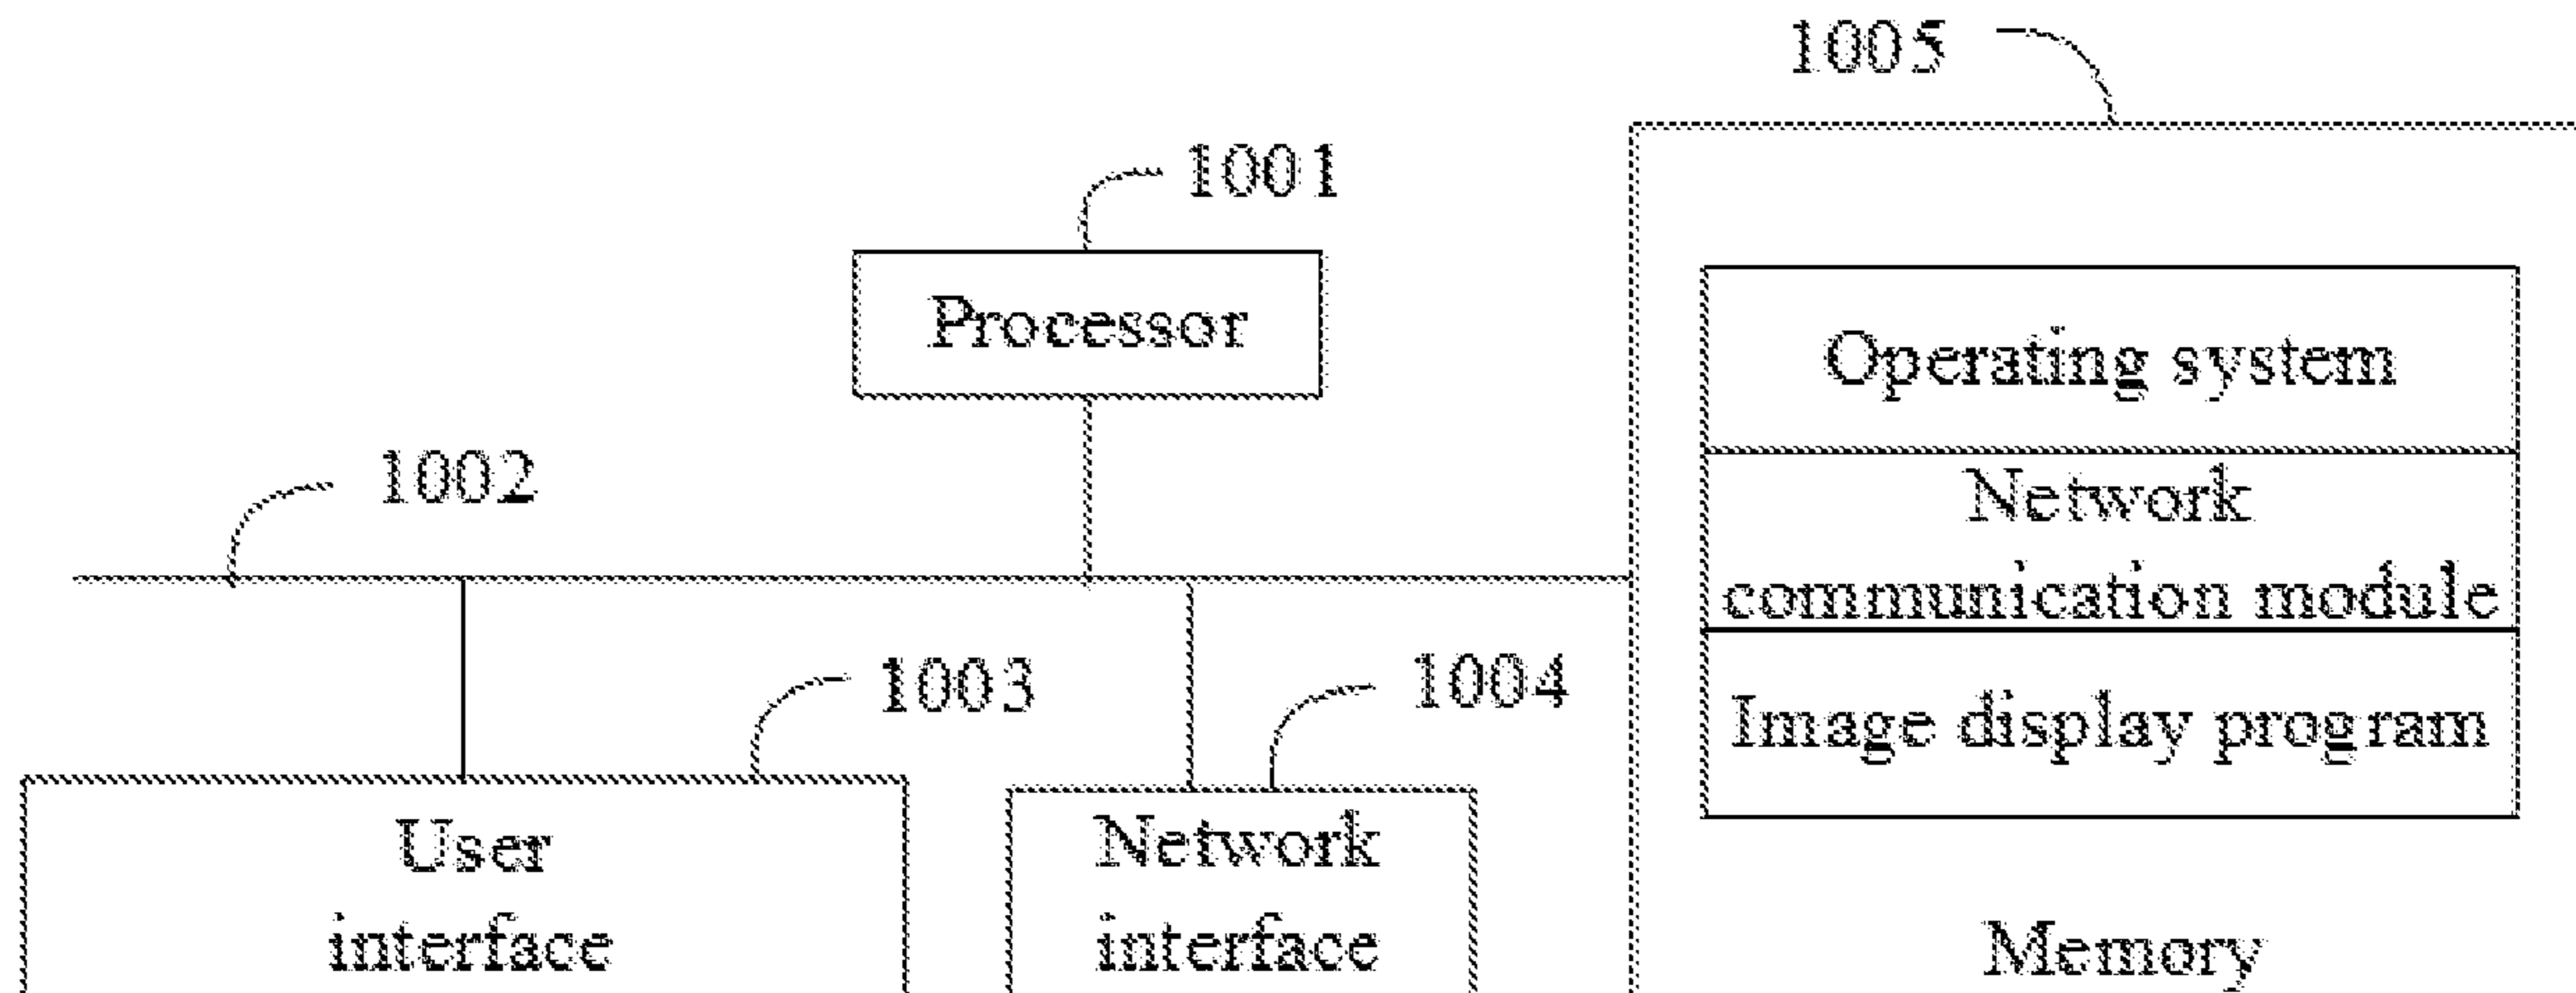 1005
1001
Processor
Operating system
1002
Network
communication module
1003
1004
Image display program
User
interface
Network
interface
Memory